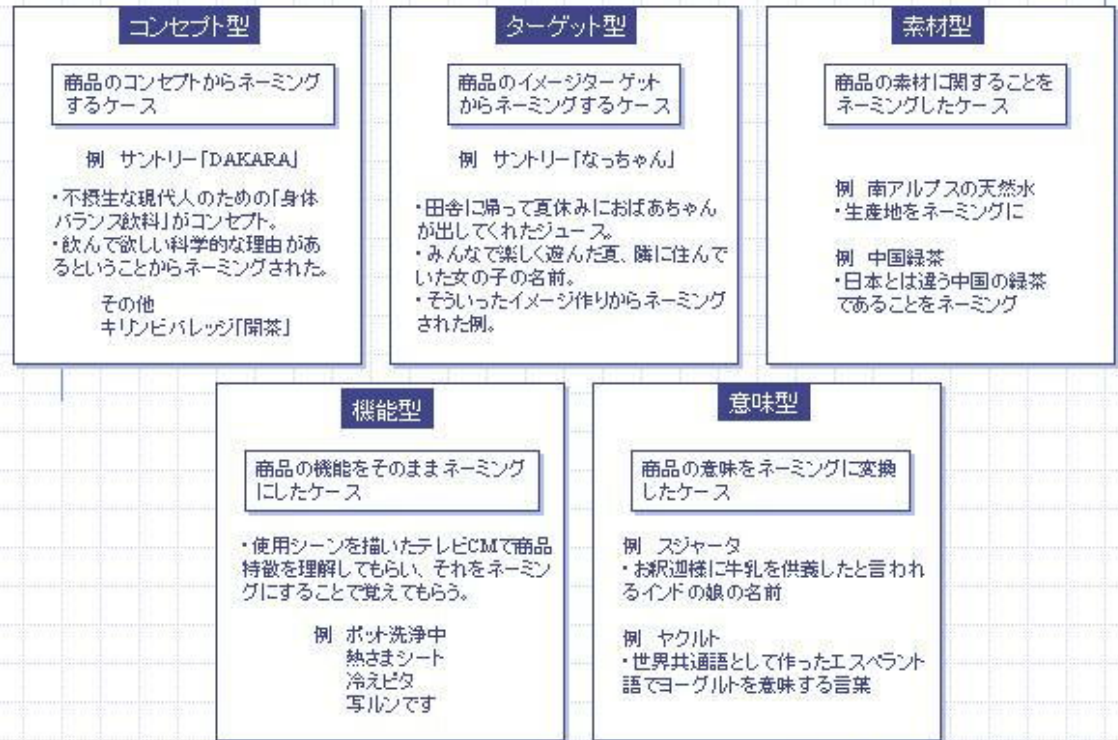 コンセプト型
商品のコンセプトからネーミング
するケース
例 サントリー「DAKARA」
・不摂生な現代人のための「身体
バランス飲料」がコンセプト。
・飲んで欲しい科学的な理由があ
るということからネーミングされた。
その他
キリンビバレッジ「聞茶」
ターゲット型
商品のイメージターゲット
からネーミングするケース
例 サントリー「なっちゃん」
・田舎に帰って夏休みにおばあちゃん
が出してくれたジュース。
・みんなで楽しく遊んだ夏、隣に住んで
いた女の子の名前。
・そういったイメージ作りからネーミング
された例。
素材型
商品の素材に関することを
ネーミングしたケース
例 南アルプスの天然水
・生産地をネーミングに
例 中国緑茶
・日本とは違う中国の緑茶
であることをネーミング
機能型
商品の機能をそのままネーミング
にしたケース
・使用シーンを描いたテレビCMで商品
特徴を理解してもらい、それをネーミン
グにすることで覚えてもらう。
例 ポット洗浄中
熱さまシート
冷えピタ
写ルンです
意味型
商品の意味をネーミングに変換
したケース
例 スジャータ
・お釈迦様に牛乳を供義したと言われ
るインドの娘の名前
例 ヤクルト
・世界共通語として作ったエスペラント
語でヨーグルトを意味する言葉